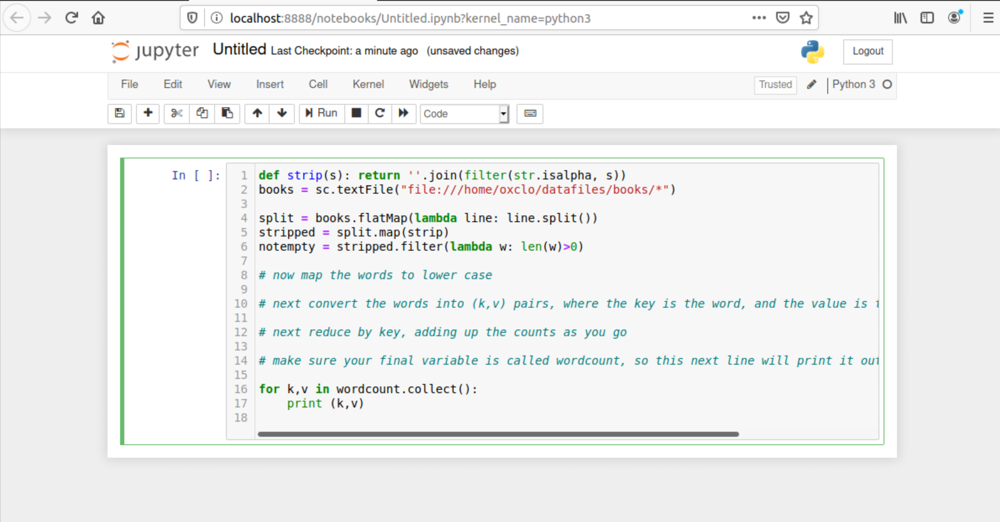 localhost:8888/notebooks/Untitled.ipynb?kernel_name=python3
jupyter Untitled Last Checkpoint: a minute ago (unsaved changes) Logout
File Edit View Insert Cell Kernel Widgets Help Trusted Python 3
Run Code
In [ ]:
1 def strip(s): return ''.join(filter(str.isalpha, s))
2 books = sc.textFile("file:///home/oxclo/datafiles/books/*")
3
4 split = books.flatMap(lambda line: line.split())
5 stripped = split.map(strip)
6 notempty = stripped.filter(lambda w: len(w)>0)
7
8 # now map the words to lower case
9
10 # next convert the words into (k,v) pairs, where the key is the word, and the value is
11
12 # next reduce by key, adding up the counts as you go
13
14 # make sure your final variable is called wordcount, so this next line will print it out
15
16 for k,v in wordcount.collect():
17 print (k,v)
18